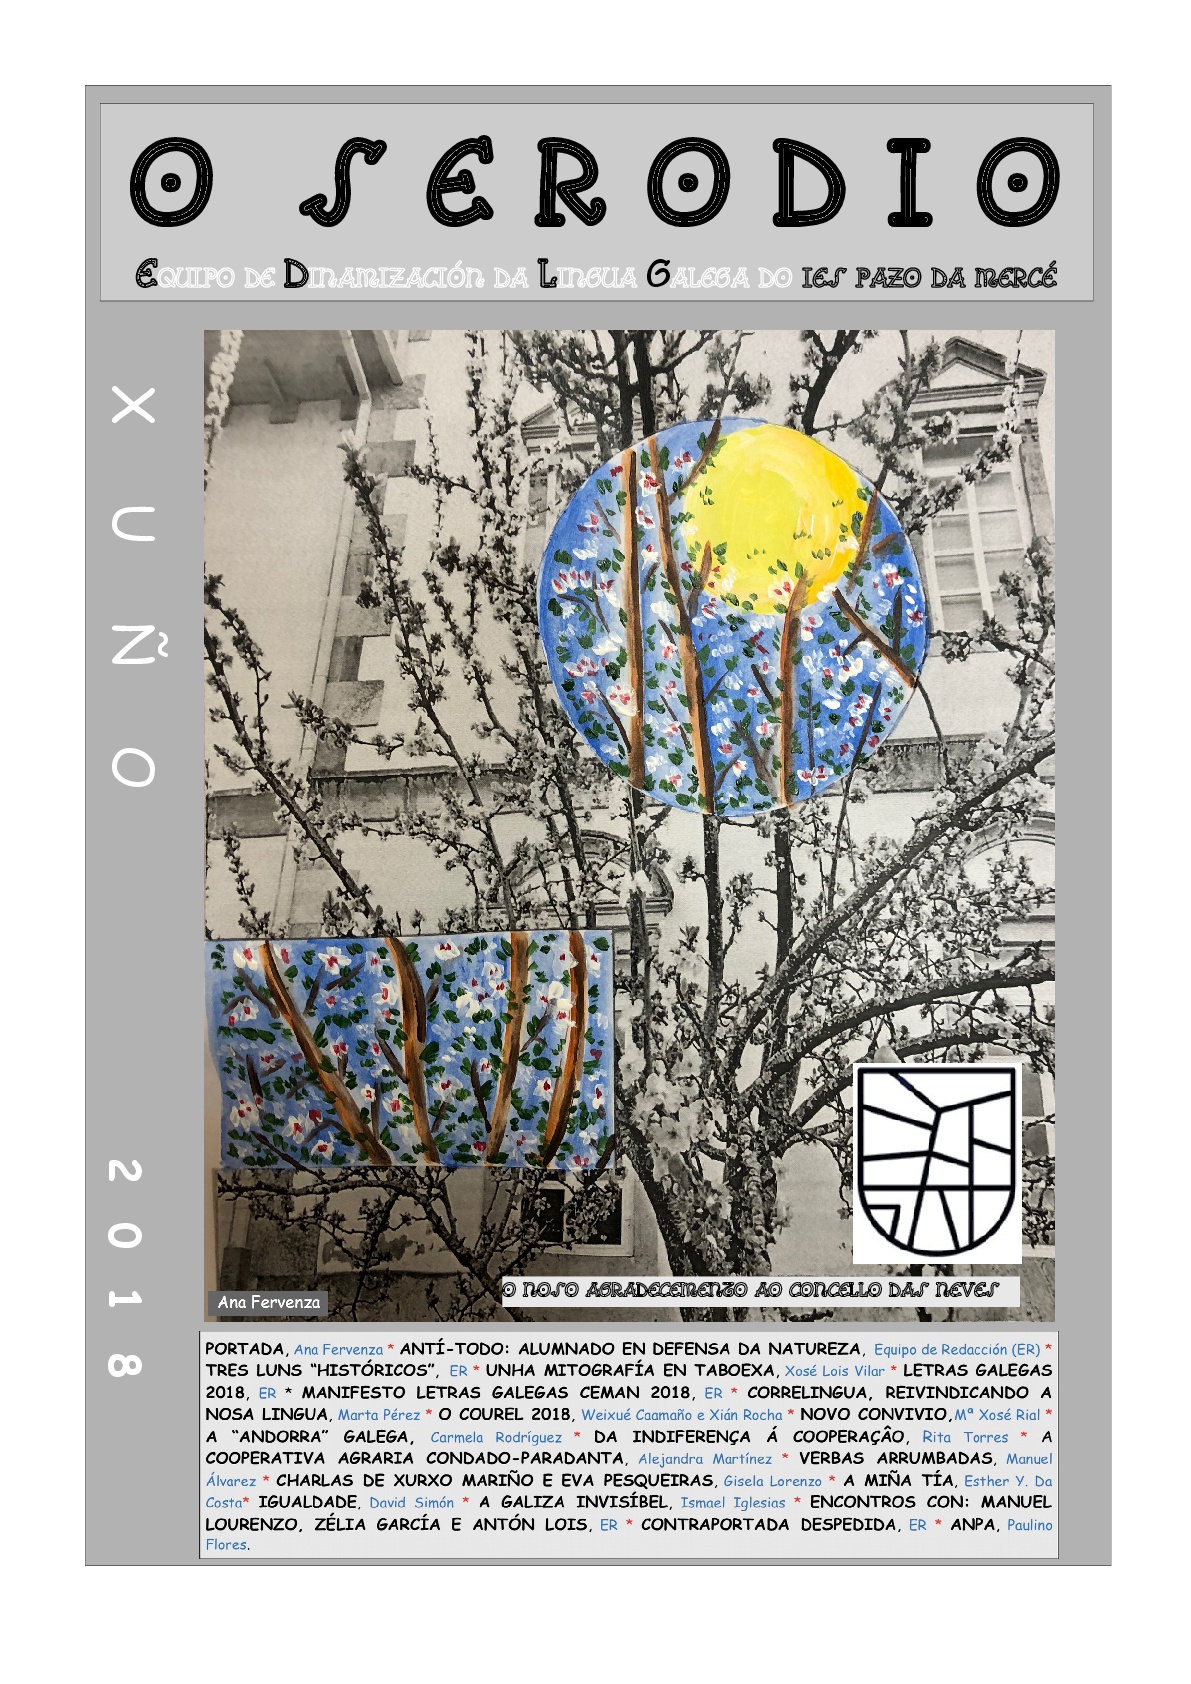 O SERODIO
EQUIPO DE DINAMIZACIÓN DA LINGUA GALEGA DO IES PAZO DA MERCÉ
XUÑO
2018
O NOSO AGRADECEMENTO AO CONCELLO DAS NEVES
Ana Fervenza
PORTADA, Ana Fervenza * ANTÍ-TODO: ALUMNADO EN DEFENSA DA NATUREZA, Equipo de Redacción (ER) *
TRES LUNS “HISTÓRICOS”, ER * UNHA MITOGRAFÍA EN TABOEXA, Xosé Lois Vilar * LETRAS GALEGAS
2018, ER * MANIFESTO LETRAS GALEGAS CEMAN 2018, ER * CORRELINGUA, REIVINDICANDO A
NOSA LINGUA, Marta Pérez * O COUREL 2018, Weixué Caamaño e Xián Rocha * NOVO CONVIVIO,Mª Xosé Rial *
A “ANDORRA” GALEGA, Carmela Rodríguez * DA INDIFERENÇA Á COOPERAÇÂO, Rita Torres * A
COOPERATIVA AGRARIA CONDADO-PARADANTA, Alejandra Martínez * VERBAS ARRUMBADAS, Manuel
Álvarez * CHARLAS DE XURXO MARIÑO E EVA PESQUEIRAS, Gisela Lorenzo * A MIÑA TÍA, Esther Y. Da
Costa* IGUALDADE, David Simón * A GALIZA INVISÍBEL, Ismael Iglesias * ENCONTROS CON: MANUEL
LOURENZO, ZÉLIA GARCÍA E ANTÓN LOIS, ER * CONTRAPORTADA DESPEDIDA, ER * ANPA, Paulino
Flores.